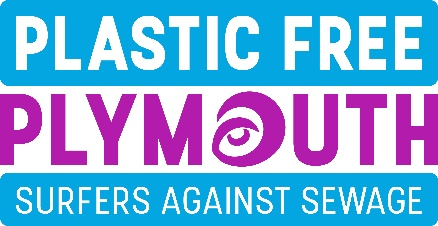 PLASTIC FREE
PLYMOUTH
SURFERS AGAINST SEWAGE